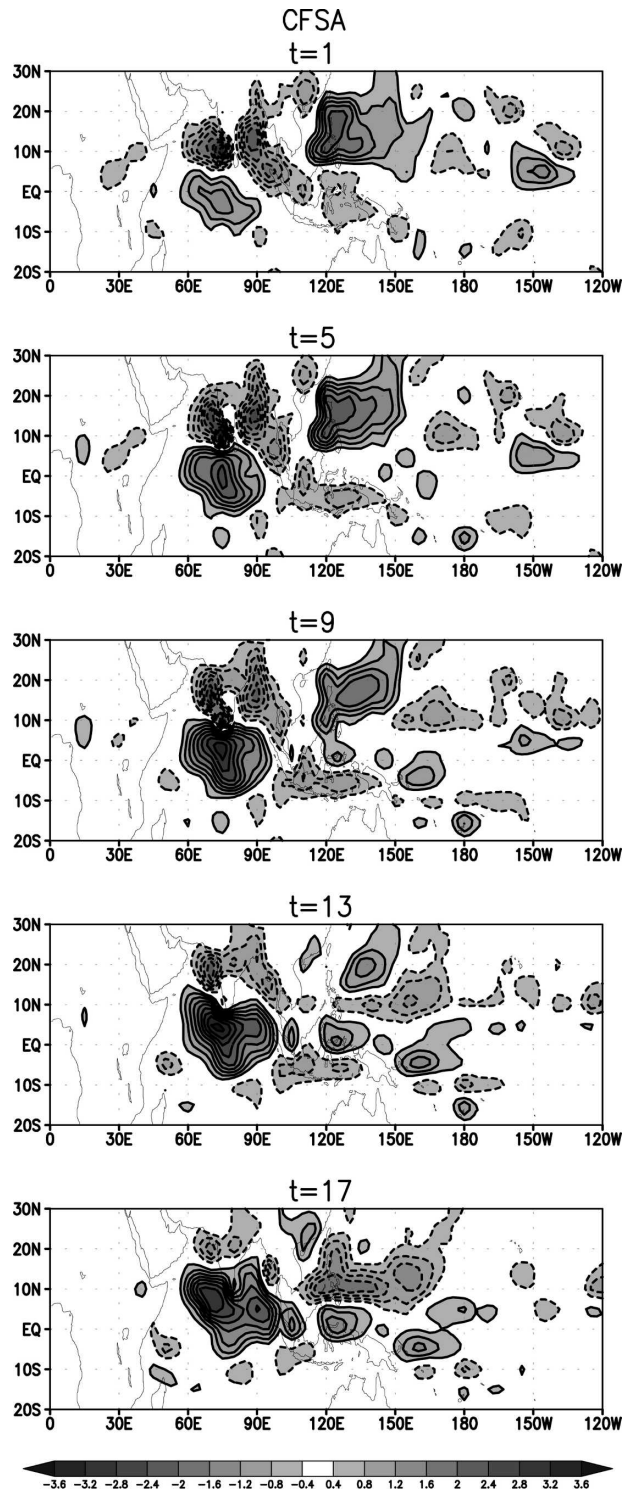 CFSA
t=1
30N
20N
10N
EQ
10S
20S
0 30E 60E 90E 120E 150E 180 150W 120W
t=5
30N
20N
10N
EQ
10S
20S
0 30E 60E 90E 120E 150E 180 150W 120W
t=9
30N
20N
10N
EQ
10S
20S
0 30E 60E 90E 120E 150E 180 150W 120W
t=13
30N
20N
10N
EQ
10S
20S
0 30E 60E 90E 120E 150E 180 150W 120W
t=17
30N
20N
10N
EQ
10S
20S
0 30E 60E 90E 120E 150E 180 150W 120W
-3.6 -3.2 -2.8 -2.4 -2 -1.6 -1.2 -0.8 -0.4 0.4 0.8 1.2 1.6 2 2.4 2.8 3.2 3.6